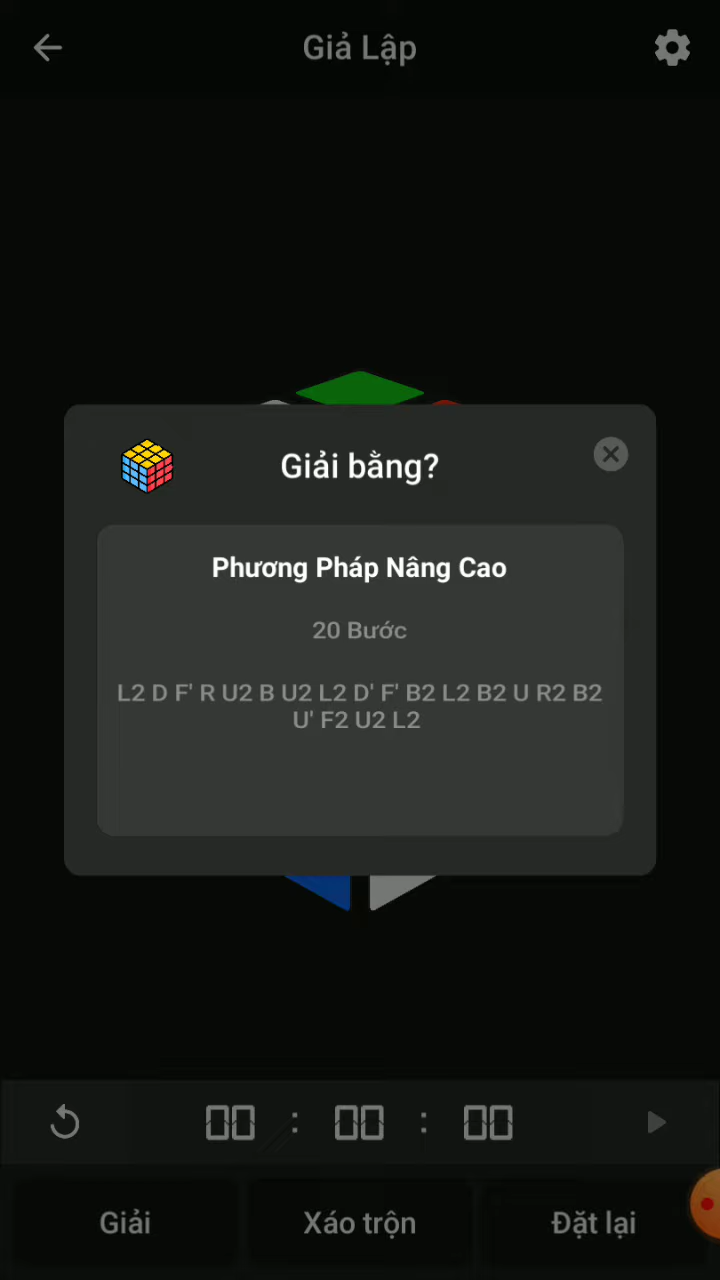 Giả Lập
Giải bằng?
Phương Pháp Nâng Cao
20 Bước
L2 D F' R U2 B U2 L2 D' F' B2 L2 B2 U R2 B2
U' F2 U2 L2
00 : 00 : 00
Giải Xáo trộn Đặt lại